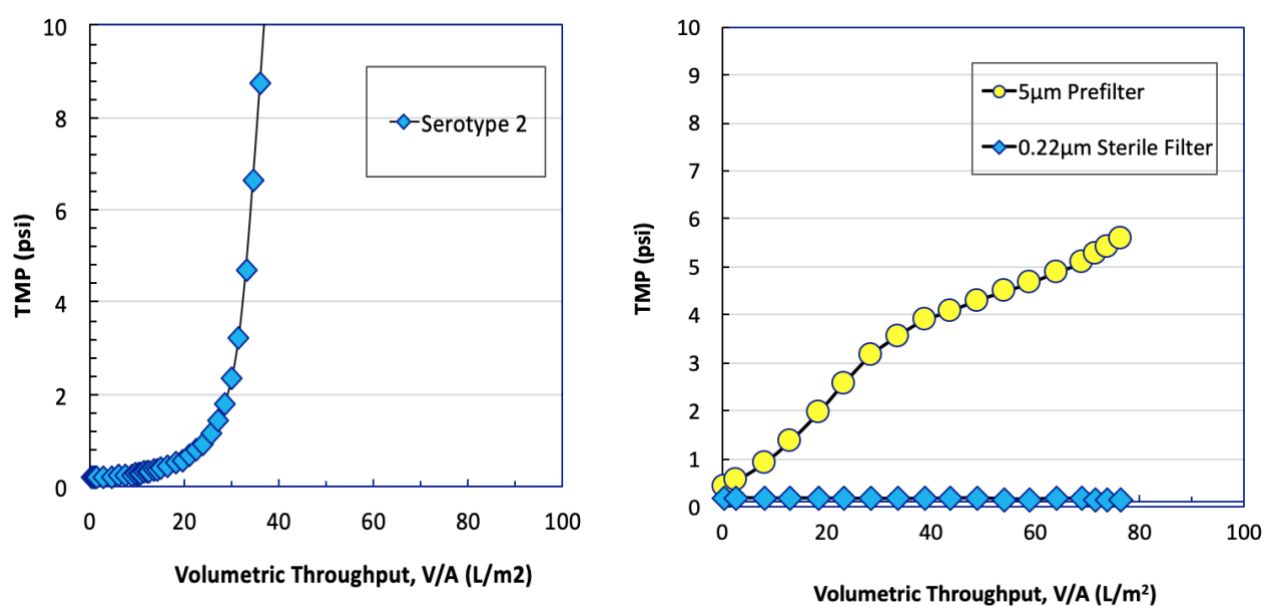 10
8
6
4
2
0
TMP (psi)
Serotype 2
0 20 40 60 80 100
Volumetric Throughput, V/A (L/m2)
10
9
8
7
6
5
4
3
2
1
0
TMP (psi)
5µm Prefilter
0.22µm Sterile Filter
0 20 40 60 80 100
Volumetric Throughput, V/A (L/m²)